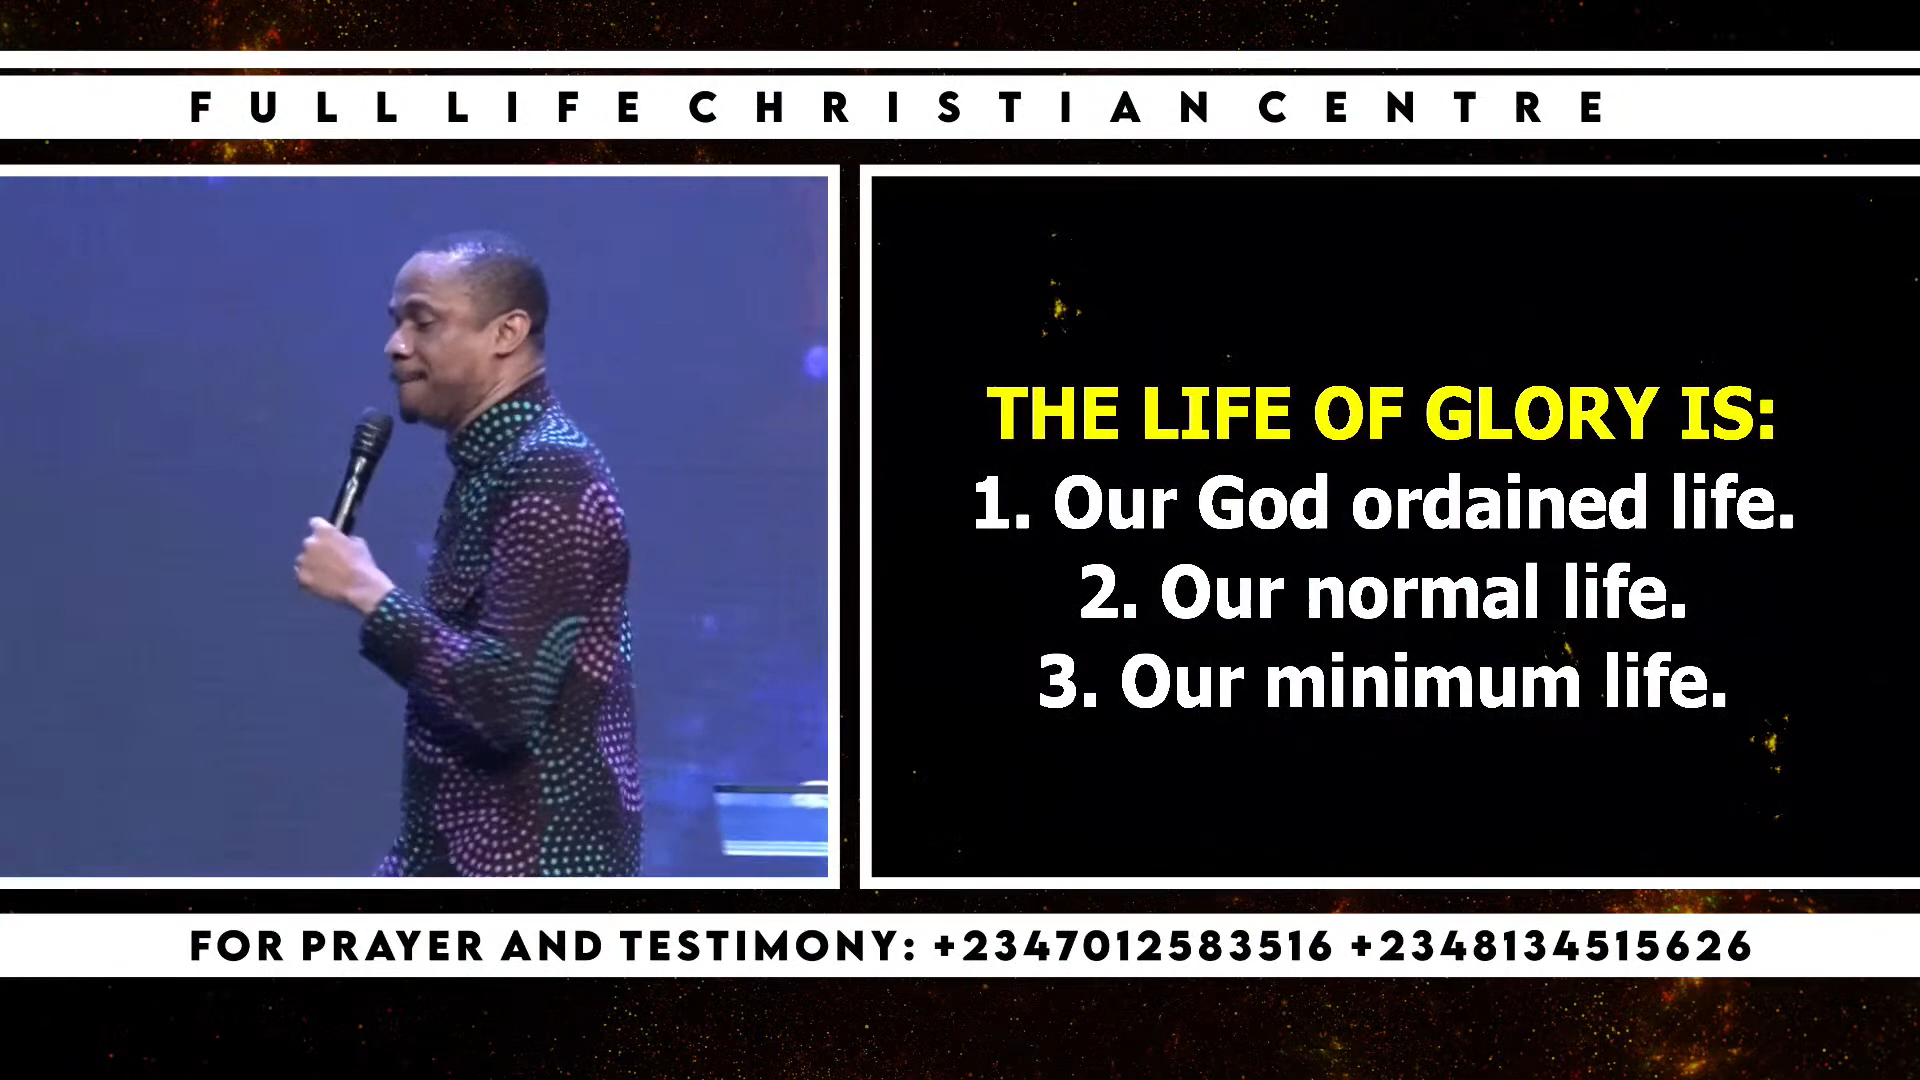 FULL LIFE CHRISTIAN CENTRE
THE LIFE OF GLORY IS:
1. Our God ordained life.
2. Our normal life.
3. Our minimum life.
FOR PRAYER AND TESTIMONY: +2347012583516 +2348134515626